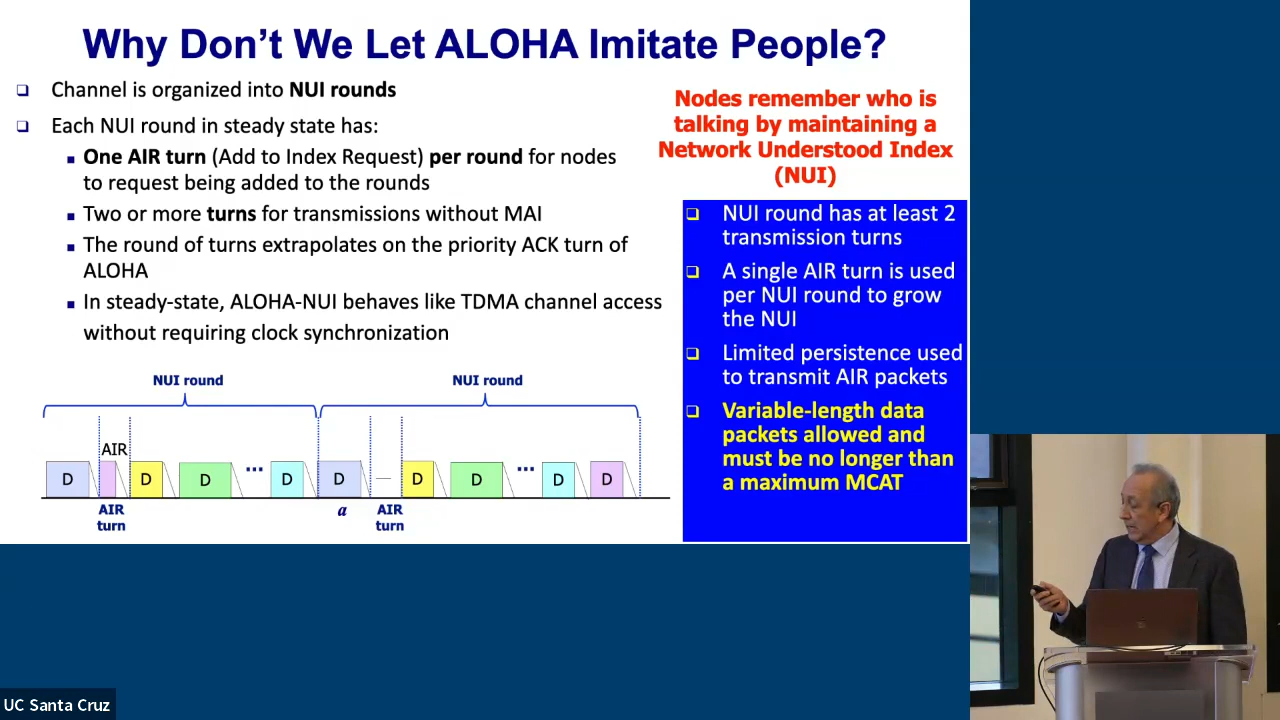 Why Don't We Let ALOHA Imitate People?
❑ Channel is organized into NUI rounds
❑ Each NUI round in steady state has:
▪ One AIR turn (Add to Index Request) per round for nodes
to request being added to the rounds
▪ Two or more turns for transmissions without MAI
▪ The round of turns extrapolates on the priority ACK turn of
ALOHA
▪ In steady-state, ALOHA-NUI behaves like TDMA channel access
without requiring clock synchronization
Nodes remember who is
talking by maintaining a
Network Understood Index
(NUI)
❑ NUI round has at least 2
transmission turns
❑ A single AIR turn is used
per NUI round to grow
the NUI
❑ Limited persistence used
to transmit AIR packets
❑ Variable-length data
packets allowed and
must be no longer than
a maximum MCAT
NUI round NUI round
AIR
D D D ... D D D D ... D D
AIR
turn
a
AIR
turn
UC Santa Cruz